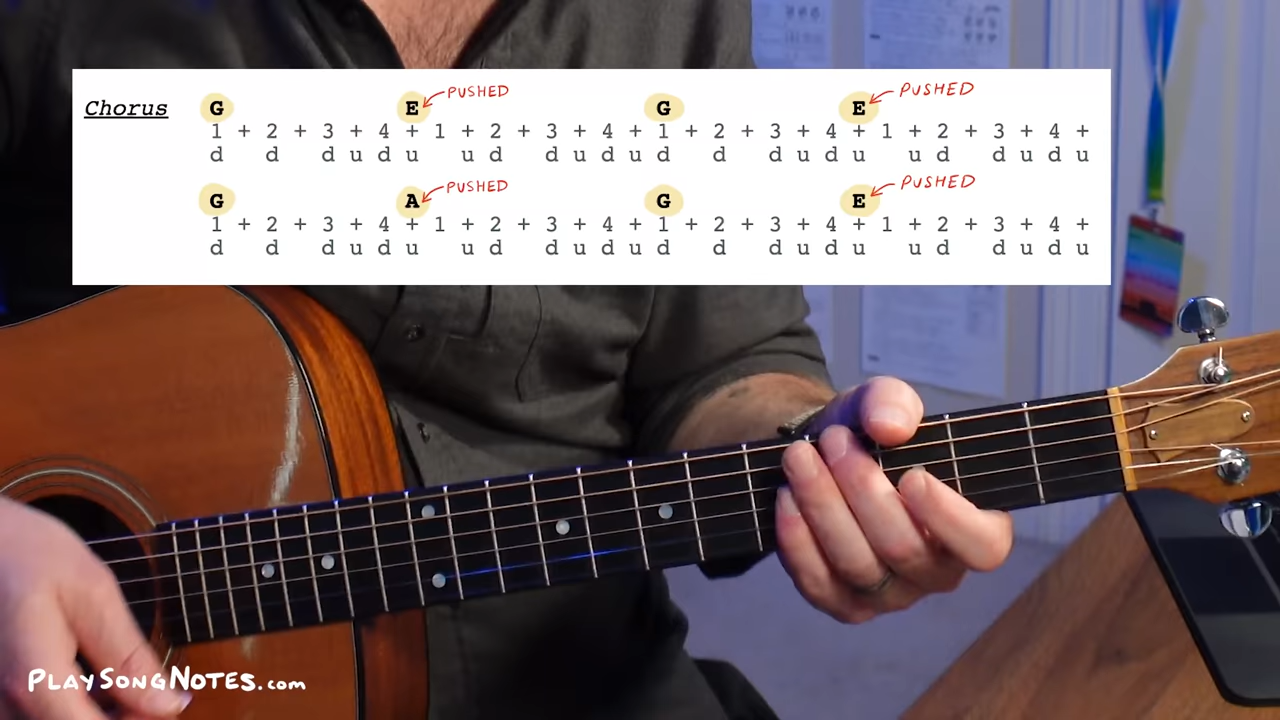 Chorus G E PUSHED G E PUSHED
1 + 2 + 3 + 4 + 1 + 2 + 3 + 4 + 1 + 2 + 3 + 4 + 1 + 2 + 3 + 4 +
d d d u d u u d d u d u d d d u d u u d d u d u
G A PUSHED G E PUSHED
1 + 2 + 3 + 4 + 1 + 2 + 3 + 4 + 1 + 2 + 3 + 4 + 1 + 2 + 3 + 4 +
d d d u d u u d d u d u d d d u d u u d d u d u
PLAYSONGNOTES.COM